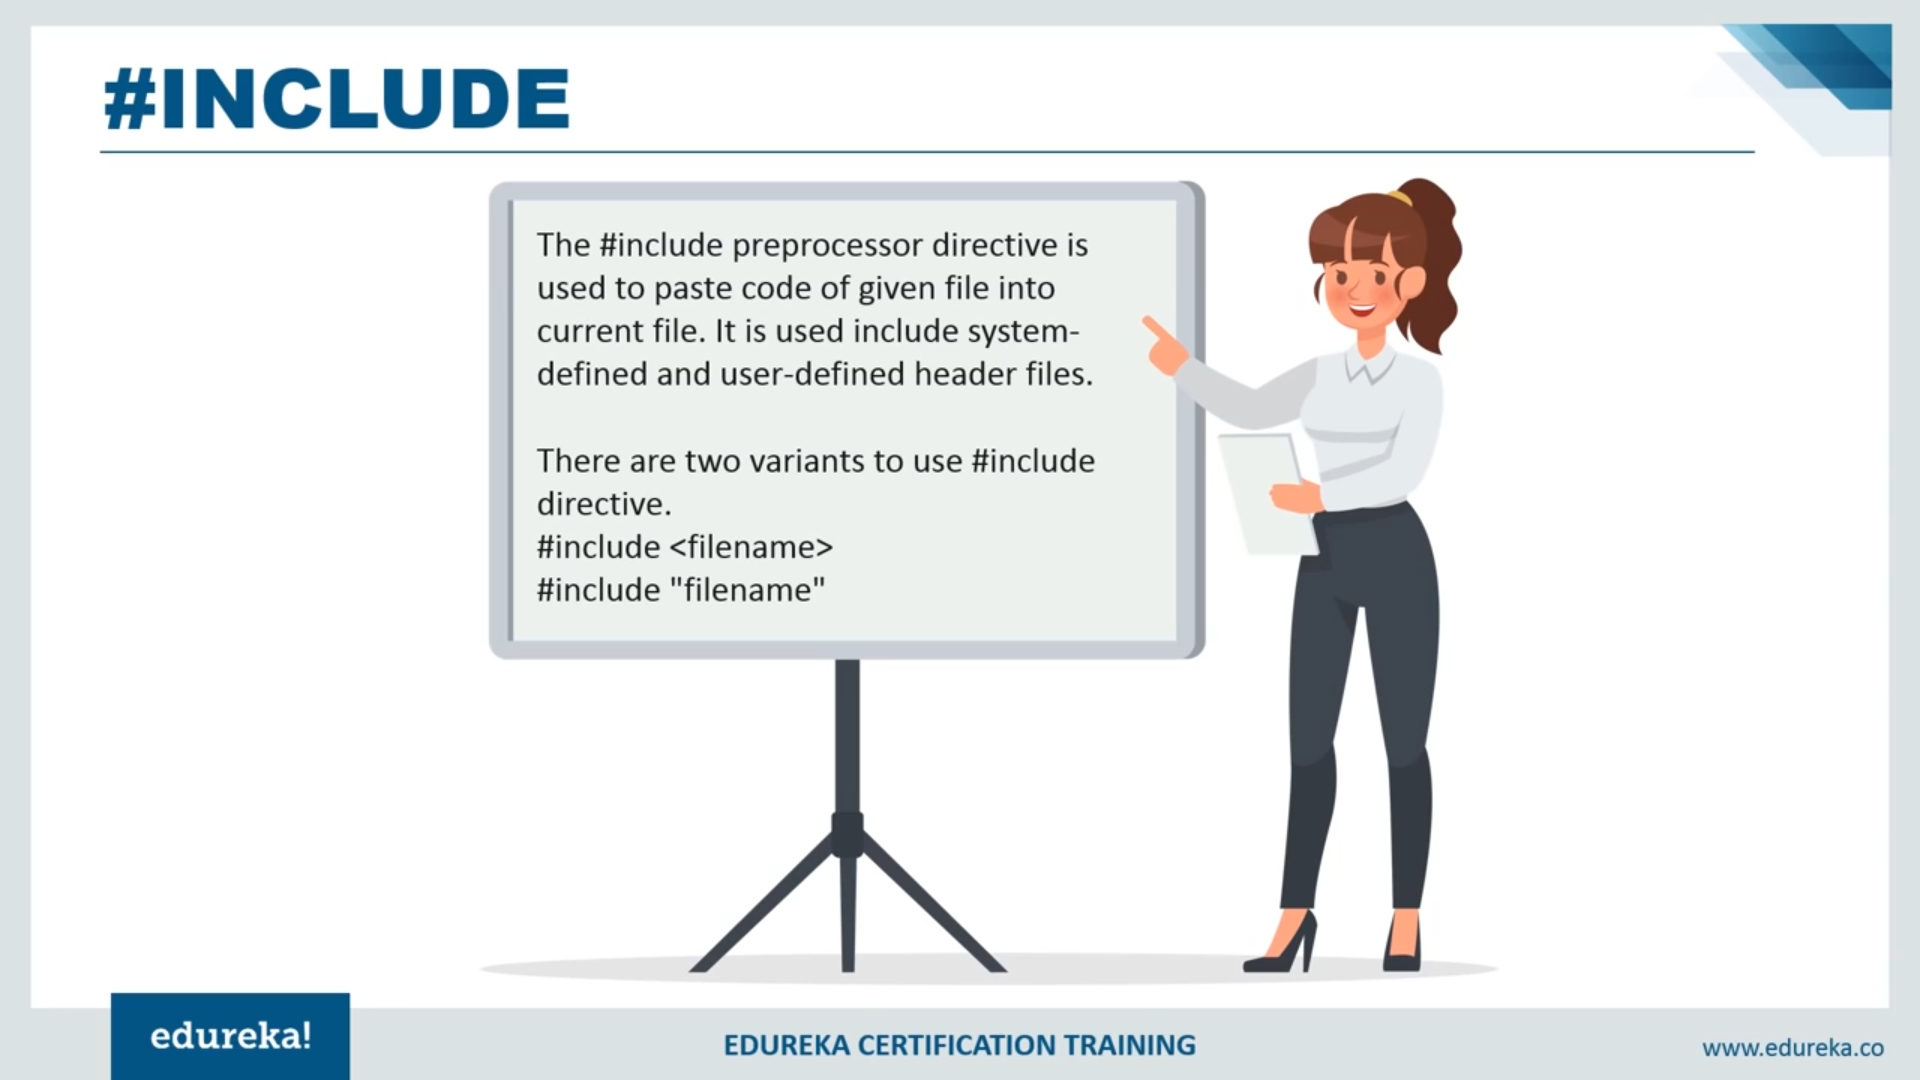 #INCLUDE
The #include preprocessor directive is
used to paste code of given file into
current file. It is used include system-
defined and user-defined header files.
There are two variants to use #include
directive.
#include <filename>
#include "filename"
edureka!
EDUREKA CERTIFICATION TRAINING
www.edureka.co